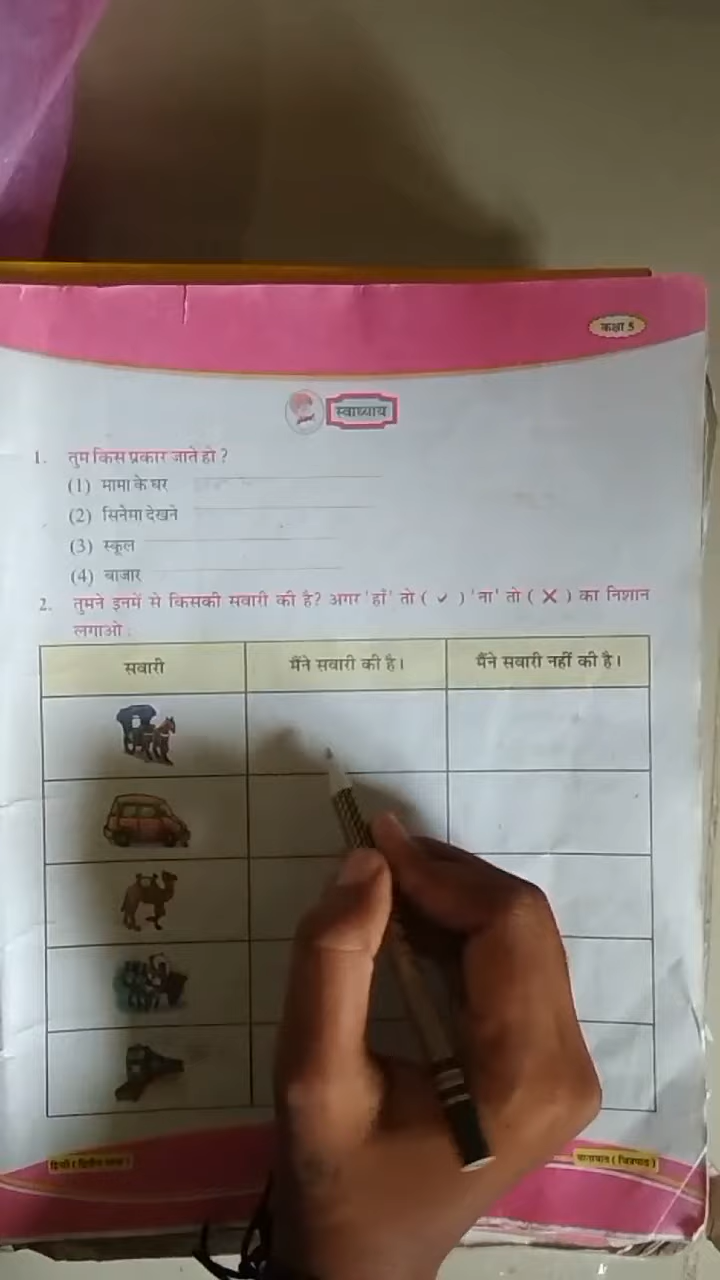 कक्षा 5
स्वाध्याय
1. तुम किस प्रकार जाते हो ?
(1) मामा के घर
(2) सिनेमा देखने
(3) स्कूल
(4) बाजार
2. तुमने इनमें से किसकी सवारी की है? अगर 'हाँ' तो ( ✓ ) 'ना' तो ( ✗ ) का निशान
लगाओ :
सवारी मैंने सवारी की है। मैंने सवारी नहीं की है।
हिन्दी ( द्वितीय भाषा ) यातायात ( चित्रपाठ )